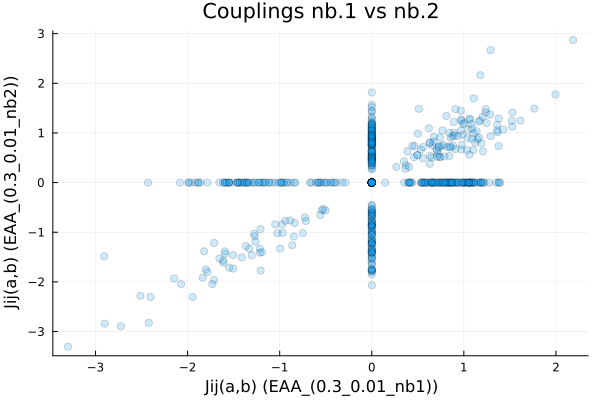 Couplings nb.1 vs nb.2
Jij(a,b) (EAA_(0.3_0.01_nb2))
3
2
1
0
−1
−2
−3
−3 −2 −1 0 1 2
Jij(a,b) (EAA_(0.3_0.01_nb1))